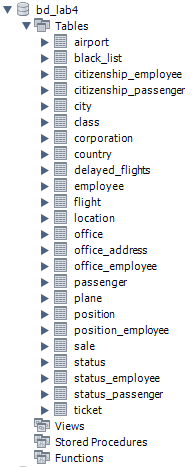 bd_lab4
Tables
airport
black_list
citizenship_employee
citizenship_passenger
city
class
corporation
country
delayed_flights
employee
flight
location
office
office_address
office_employee
passenger
plane
position
position_employee
sale
status
status_employee
status_passenger
ticket
Views
Stored Procedures
Functions